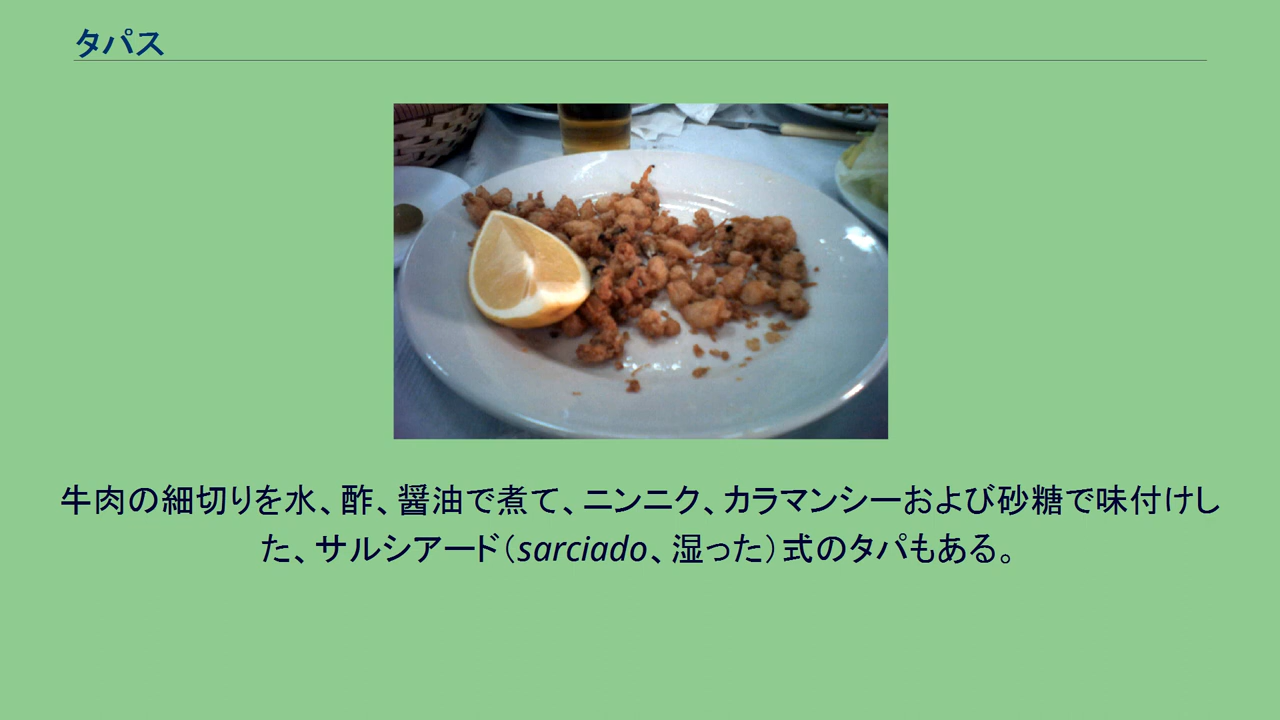 タパス
牛肉の細切りを水、酢、醤油で煮て、ニンニク、カラマンシーおよび砂糖で味付けし
た、サルシアード（sarciado、湿った）式のタパもある。